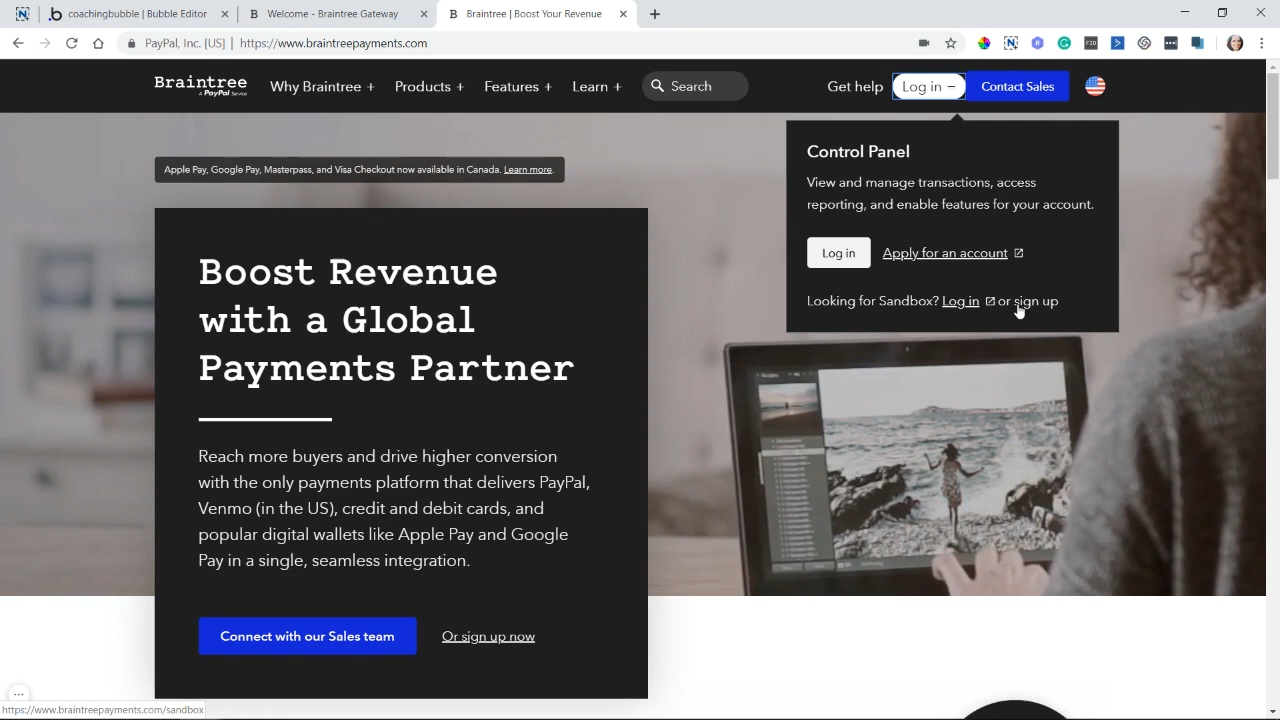 coachingbubble | Bubble Editor
Welcome - Braintree Gateway
Braintree | Boost Your Revenue
PayPal, Inc. [US] | https://www.braintreepayments.com
Braintree
A PayPal Service
Why Braintree +
Products +
Features +
Learn +
Search
Get help
Log in −
Contact Sales
Apple Pay, Google Pay, Masterpass, and Visa Checkout now available in Canada. Learn more.
Control Panel
View and manage transactions, access
reporting, and enable features for your account.
Log in
Apply for an account
Looking for Sandbox? Log in or sign up
Boost Revenue
with a Global
Payments Partner
Reach more buyers and drive higher conversion
with the only payments platform that delivers PayPal,
Venmo (in the US), credit and debit cards, and
popular digital wallets like Apple Pay and Google
Pay in a single, seamless integration.
Connect with our Sales team
Or sign up now
https://www.braintreepayments.com/sandbox